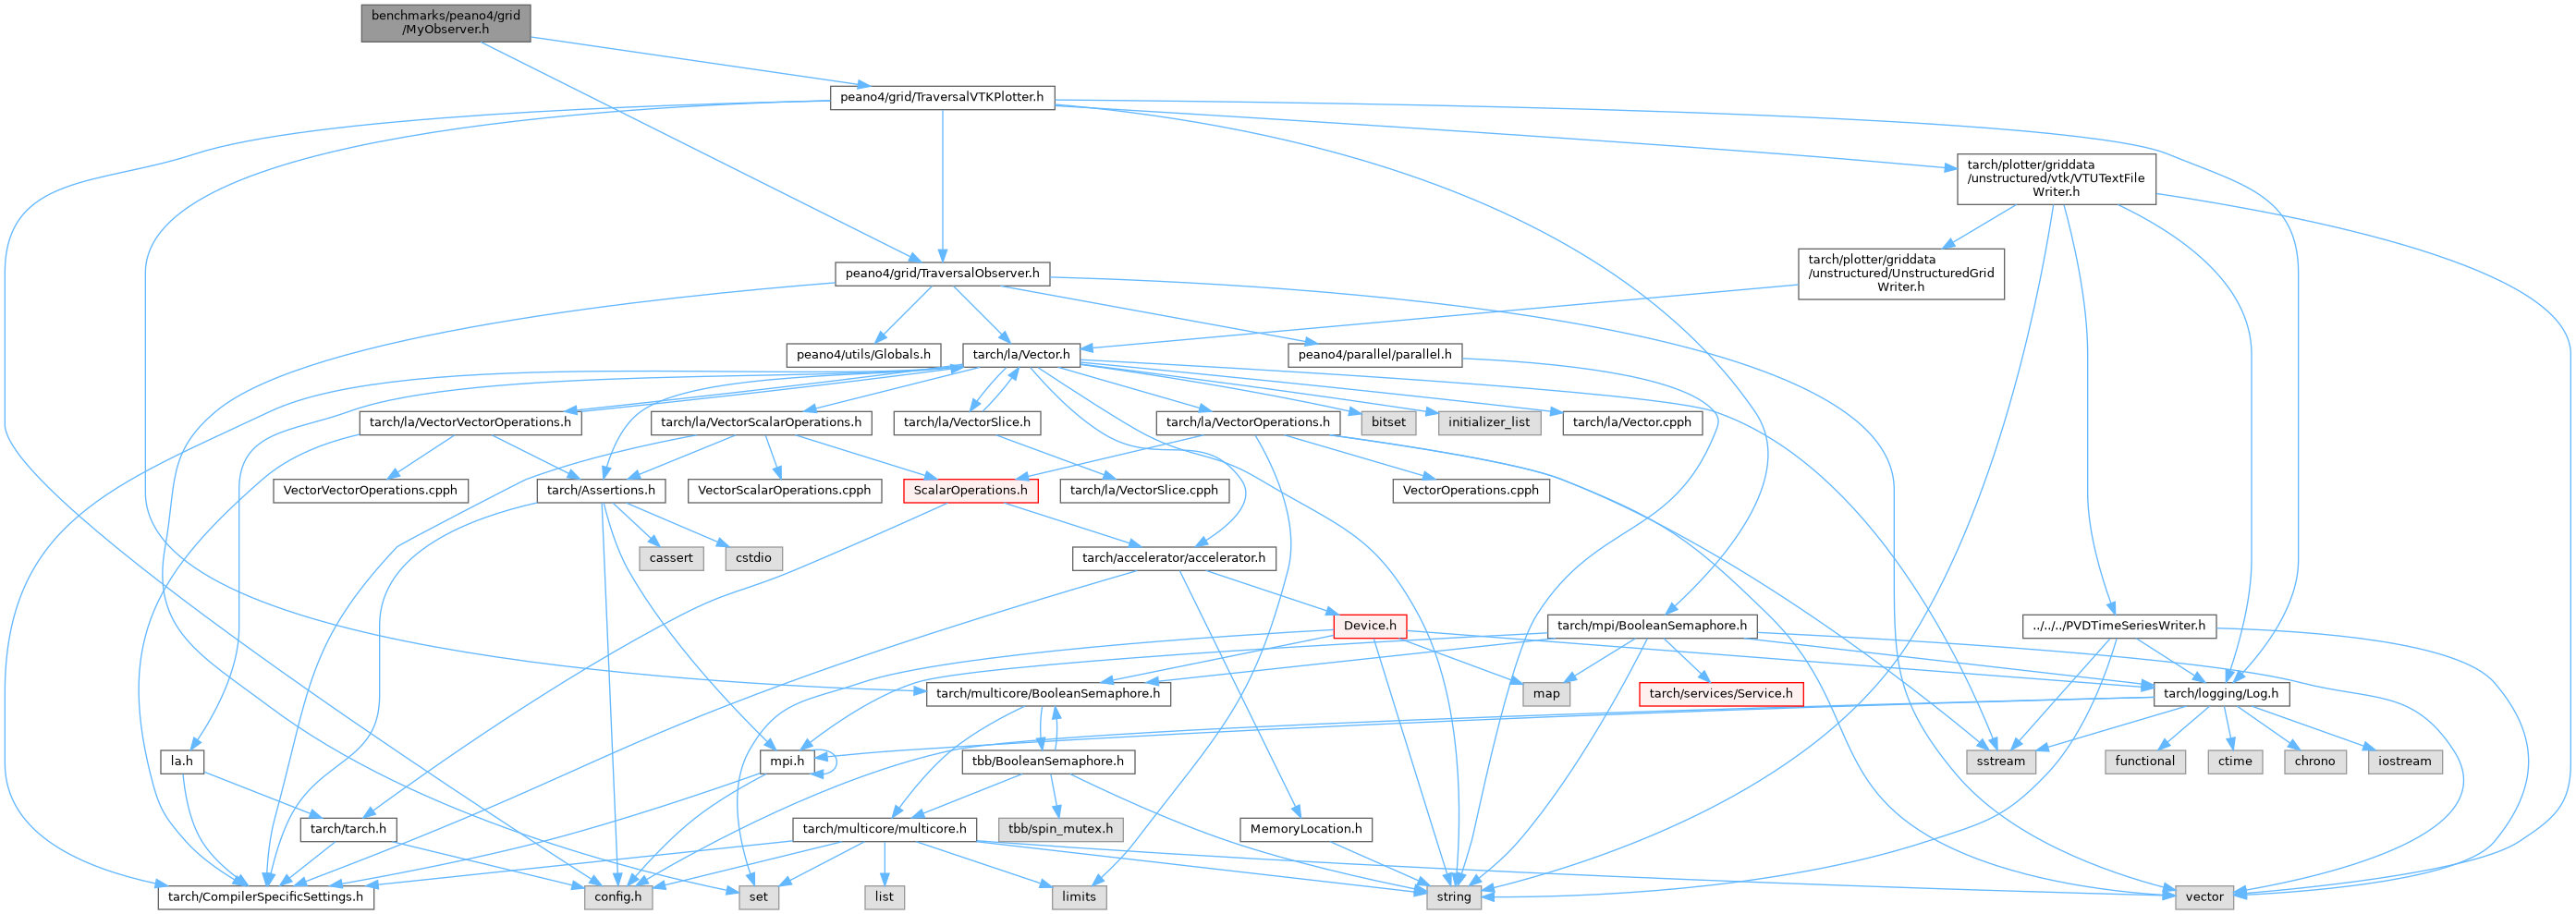 benchmarks/peano4/grid
/MyObserver.h
peano4/grid/TraversalVTKPlotter.h
tarch/plotter/griddata
/unstructured/vtk/VTUTextFile
Writer.h
peano4/grid/TraversalObserver.h
tarch/plotter/griddata
/unstructured/UnstructuredGrid
Writer.h
peano4/utils/Globals.h
tarch/la/Vector.h
peano4/parallel/parallel.h
tarch/la/VectorVectorOperations.h
tarch/la/VectorScalarOperations.h
tarch/la/VectorSlice.h
tarch/la/VectorOperations.h
bitset
initializer_list
tarch/la/Vector.cpph
VectorVectorOperations.cpph
tarch/Assertions.h
VectorScalarOperations.cpph
ScalarOperations.h
tarch/la/VectorSlice.cpph
VectorOperations.cpph
cassert
cstdio
tarch/accelerator/accelerator.h
Device.h
tarch/mpi/BooleanSemaphore.h
../../../PVDTimeSeriesWriter.h
tarch/multicore/BooleanSemaphore.h
map
tarch/services/Service.h
tarch/logging/Log.h
la.h
mpi.h
tbb/BooleanSemaphore.h
sstream
functional
ctime
chrono
iostream
tarch/tarch.h
tarch/multicore/multicore.h
tbb/spin_mutex.h
MemoryLocation.h
tarch/CompilerSpecificSettings.h
config.h
set
list
limits
string
vector